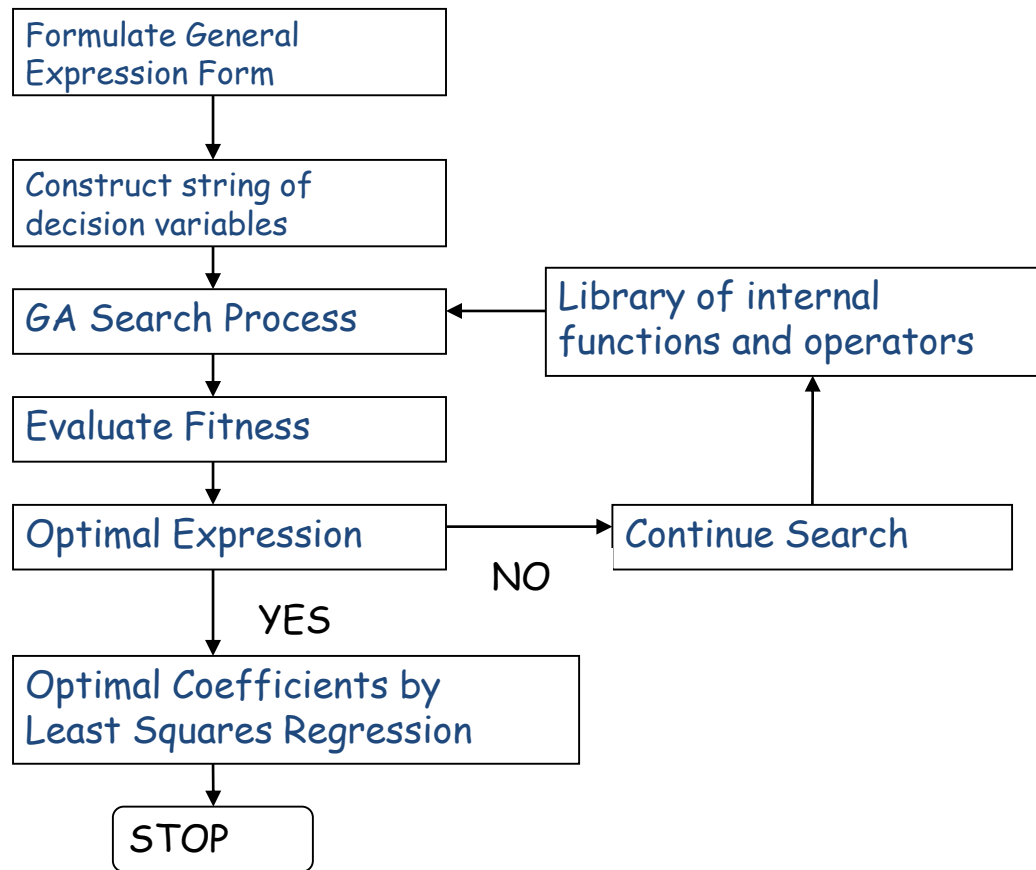 Formulate General
Expression Form
Construct string of
decision variables
GA Search Process
Library of internal
functions and operators
Evaluate Fitness
Optimal Expression
Continue Search
NO
YES
Optimal Coefficients by
Least Squares Regression
STOP